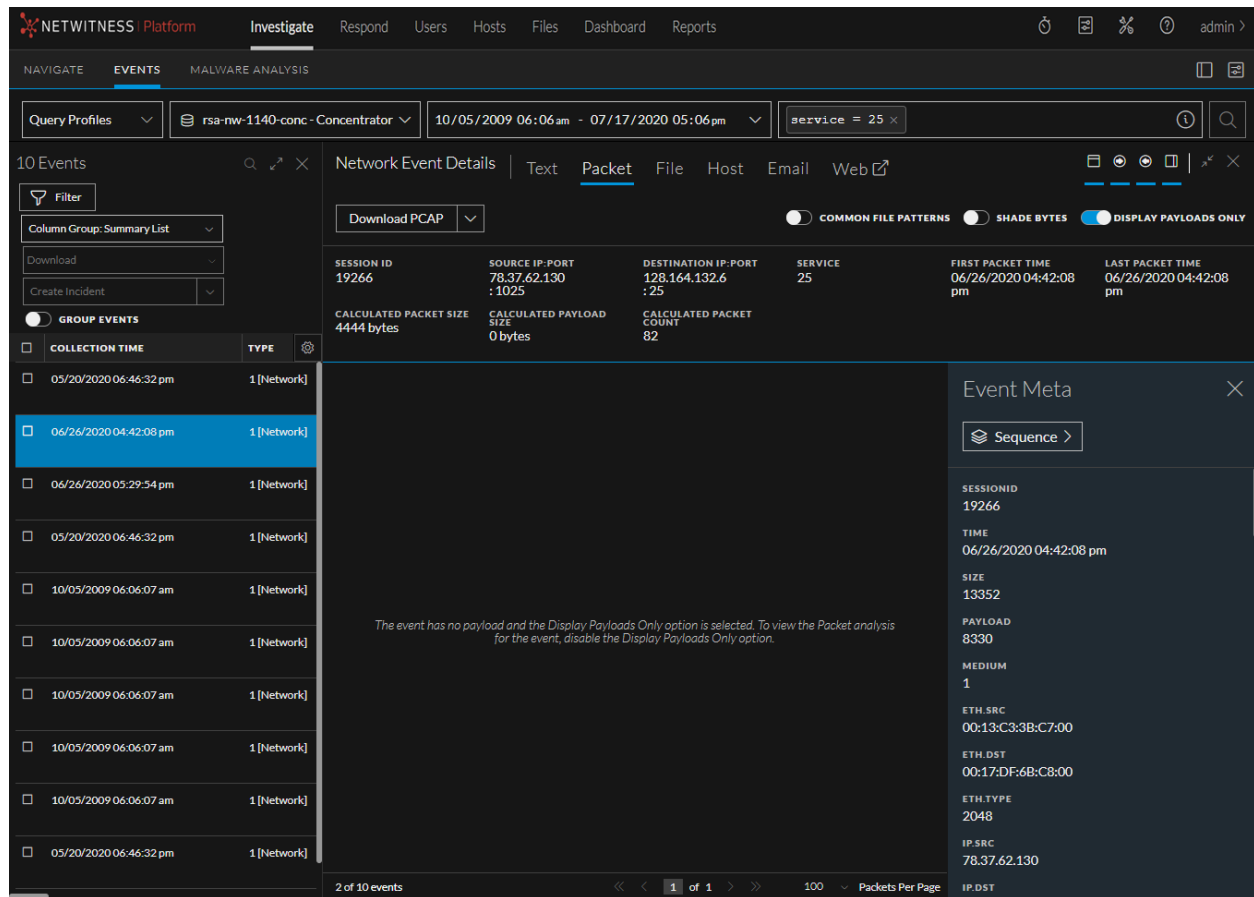 NETWITNESS | Platform Investigate Respond Users Hosts Files Dashboard Reports admin >
NAVIGATE EVENTS MALWARE ANALYSIS
Query Profiles rsa-nw-1140-conc - Concentrator 10/05/2009 06:06 am - 07/17/2020 05:06 pm service = 25 ×
10 Events
Filter
Column Group: Summary List
Download
Create Incident
GROUP EVENTS
COLLECTION TIME TYPE
05/20/2020 06:46:32 pm 1 [Network]
06/26/2020 04:42:08 pm 1 [Network]
06/26/2020 05:29:54 pm 1 [Network]
05/20/2020 06:46:32 pm 1 [Network]
10/05/2009 06:06:07 am 1 [Network]
10/05/2009 06:06:07 am 1 [Network]
10/05/2009 06:06:07 am 1 [Network]
10/05/2009 06:06:07 am 1 [Network]
10/05/2009 06:06:07 am 1 [Network]
05/20/2020 06:46:32 pm 1 [Network]
Network Event Details Text Packet File Host Email Web
Download PCAP COMMON FILE PATTERNS SHADE BYTES DISPLAY PAYLOADS ONLY
SESSION ID SOURCE IP:PORT DESTINATION IP:PORT SERVICE FIRST PACKET TIME LAST PACKET TIME
19266 78.37.62.130 128.164.132.6 25 06/26/2020 04:42:08 06/26/2020 04:42:08
: 1025 : 25 pm pm
CALCULATED PACKET SIZE CALCULATED PAYLOAD CALCULATED PACKET
4444 bytes SIZE COUNT
0 bytes 82
The event has no payload and the Display Payloads Only option is selected. To view the Packet analysis
for the event, disable the Display Payloads Only option.
2 of 10 events 1 of 1 100 Packets Per Page
Event Meta
Sequence >
SESSIONID
19266
TIME
06/26/2020 04:42:08 pm
SIZE
13352
PAYLOAD
8330
MEDIUM
1
ETH.SRC
00:13:C3:3B:C7:00
ETH.DST
00:17:DF:6B:C8:00
ETH.TYPE
2048
IP.SRC
78.37.62.130
IP.DST